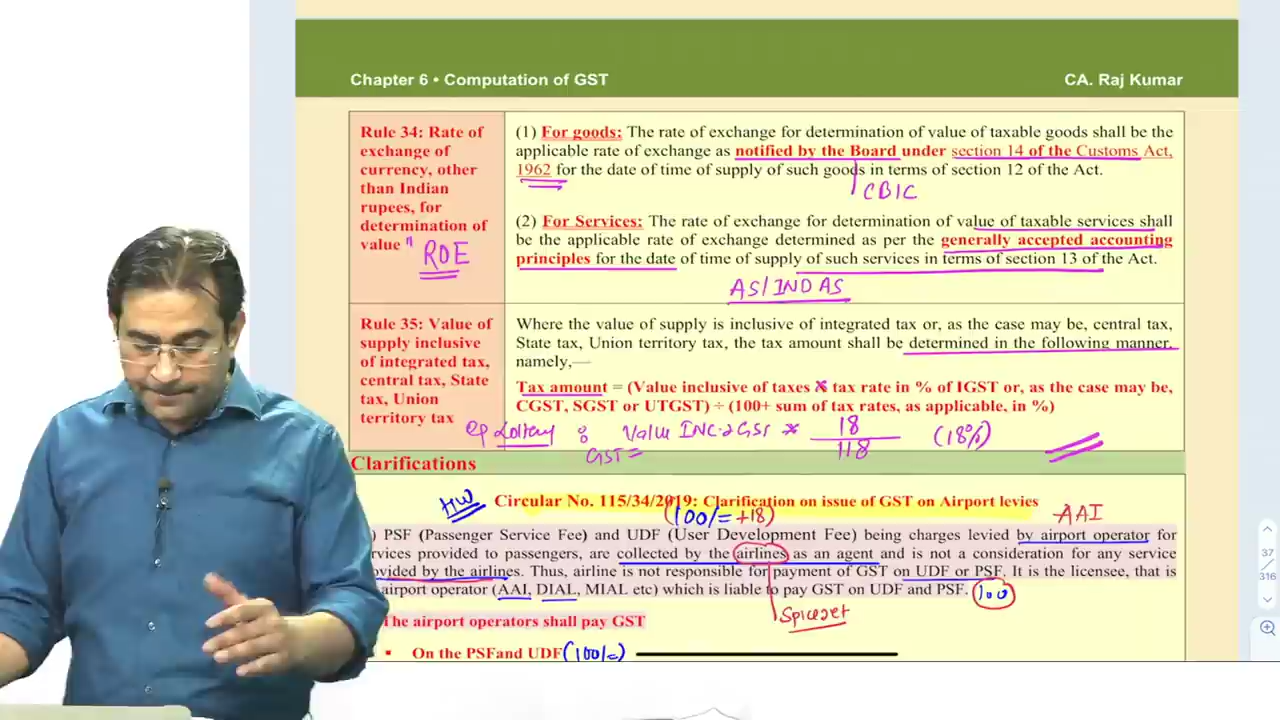 Chapter 6 • Computation of GST
CA. Raj Kumar
Rule 34: Rate of
exchange of
currency, other
than Indian
rupees, for
determination of
value
ROE
(1) For goods: The rate of exchange for determination of value of taxable goods shall be the
applicable rate of exchange as notified by the Board under section 14 of the Customs Act,
1962 for the date of time of supply of such goods in terms of section 12 of the Act.
CBIC
(2) For Services: The rate of exchange for determination of value of taxable services shall
be the applicable rate of exchange determined as per the generally accepted accounting
principles for the date of time of supply of such services in terms of section 13 of the Act.
AS/IND AS
Rule 35: Value of
supply inclusive
of integrated tax,
central tax, State
tax, Union
territory tax
Where the value of supply is inclusive of integrated tax or, as the case may be, central tax,
State tax, Union territory tax, the tax amount shall be determined in the following manner,
namely,—
Tax amount = (Value inclusive of taxes X tax rate in % of IGST or, as the case may be,
CGST, SGST or UTGST) ÷ (100+ sum of tax rates, as applicable, in %)
Lottery : Value INC. GST * 18 (18%)
GST= 118
Clarifications
HW Circular No. 115/34/2019: Clarification on issue of GST on Airport levies
(100/= +18) AAI
) PSF (Passenger Service Fee) and UDF (User Development Fee) being charges levied by airport operator for
rvices provided to passengers, are collected by the airlines as an agent and is not a consideration for any service
ovided by the airlines. Thus, airline is not responsible for payment of GST on UDF or PSF. It is the licensee, that is
airport operator (AAI, DIAL, MIAL etc) which is liable to pay GST on UDF and PSF. 100
Spicejet
The airport operators shall pay GST
▪ On the PSFand UDF (100/=)
37
/
316